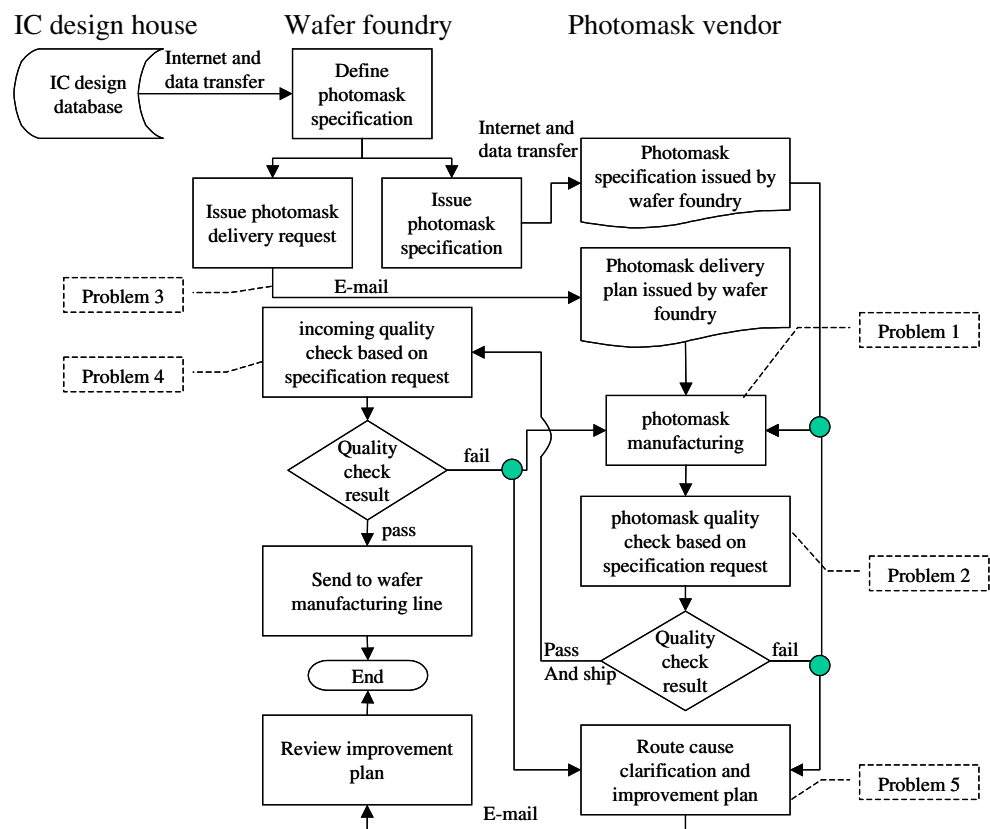 IC design house
Wafer foundry
Photomask vendor
IC design
database
Internet and
data transfer
Define
photomask
specification
Internet and
data transfer
Issue photomask
delivery request
Issue
photomask
specification
Photomask
specification issued by
wafer foundry
Problem 3
E-mail
Photomask delivery
plan issued by wafer
foundry
Problem 1
incoming quality
check based on
specification request
Problem 4
photomask
manufacturing
Quality
check
result
fail
pass
photomask quality
check based on
specification request
Problem 2
Send to wafer
manufacturing line
Quality
check
result
fail
Pass
And ship
End
Review improvement
plan
Route cause
clarification and
improvement plan
Problem 5
E-mail